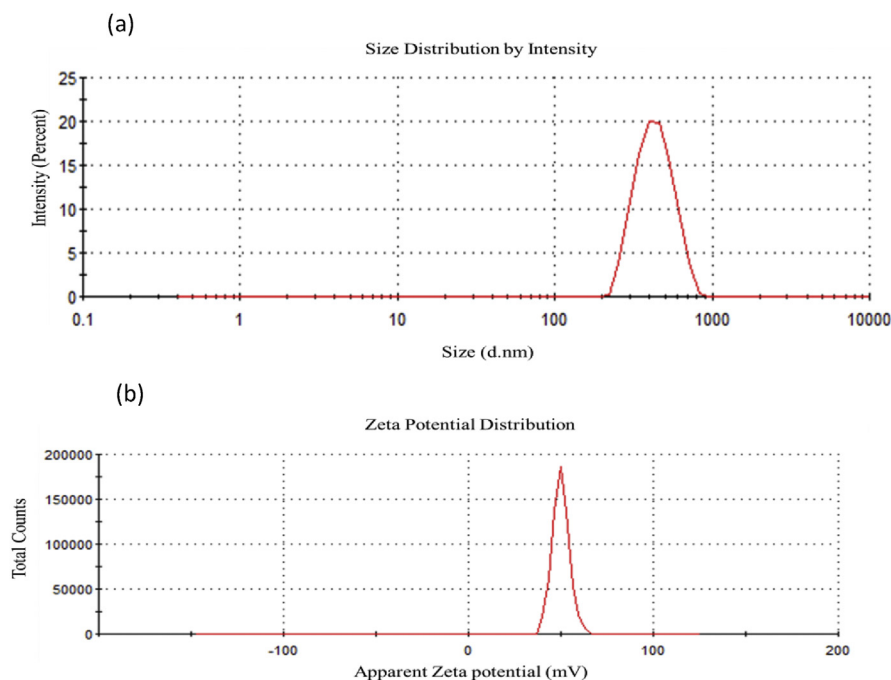 (a)
Size Distribution by Intensity
Intensity (Percent)
25
20
15
10
5
0
0.1 1 10 100 1000 10000
Size (d.nm)
(b)
Zeta Potential Distribution
Total Counts
200000
150000
100000
50000
0
-100 0 100 200
Apparent Zeta potential (mV)